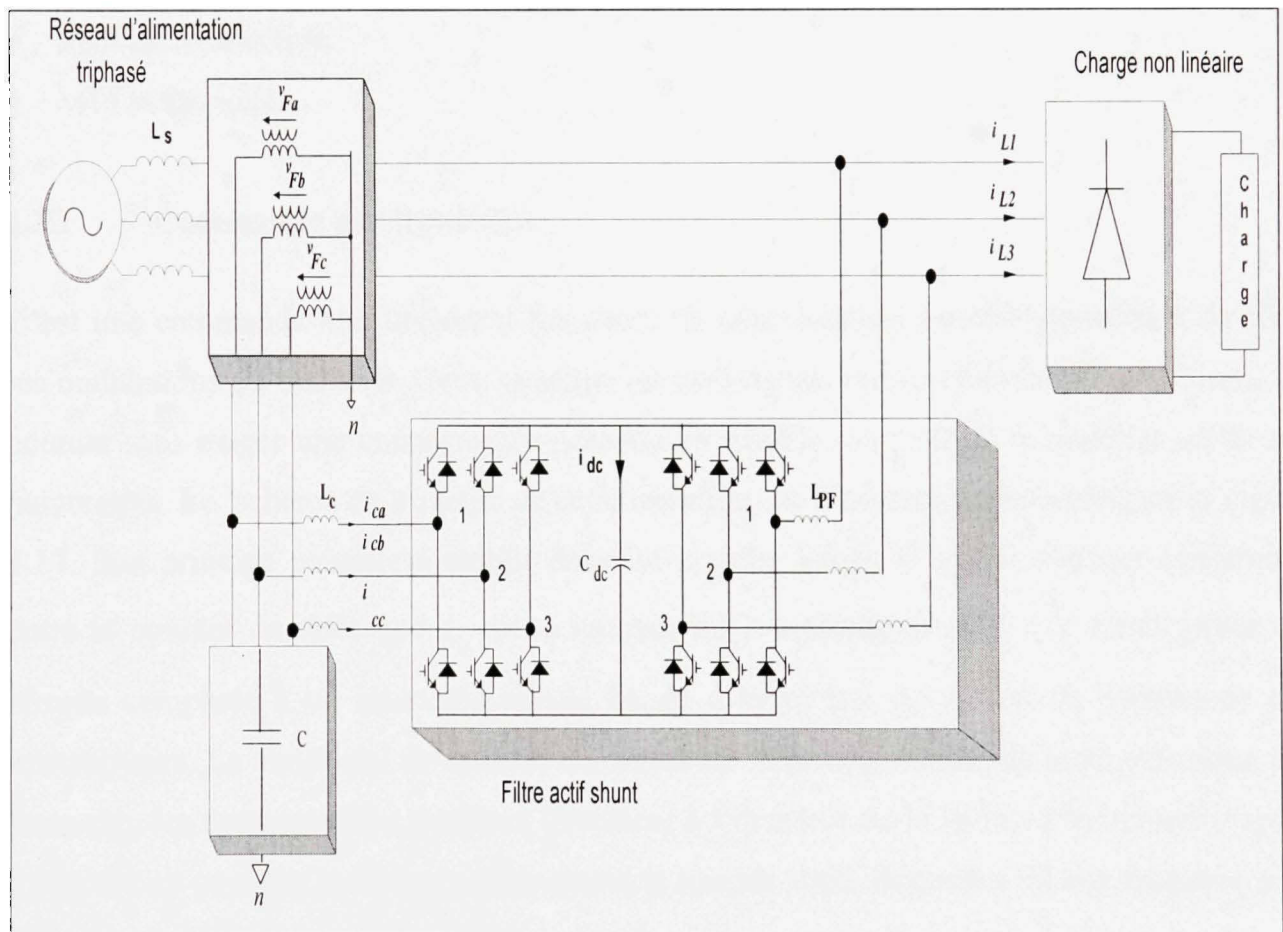 Réseau d'alimentation
triphasé
Charge non linéaire
L s
v Fa
v Fb
v Fc
n
i L1
i L2
i L3
Charge
L c
i ca
i cb
i
cc
1
2
3
i dc
C dc
1
2
3
L PF
C
n
Filtre actif shunt